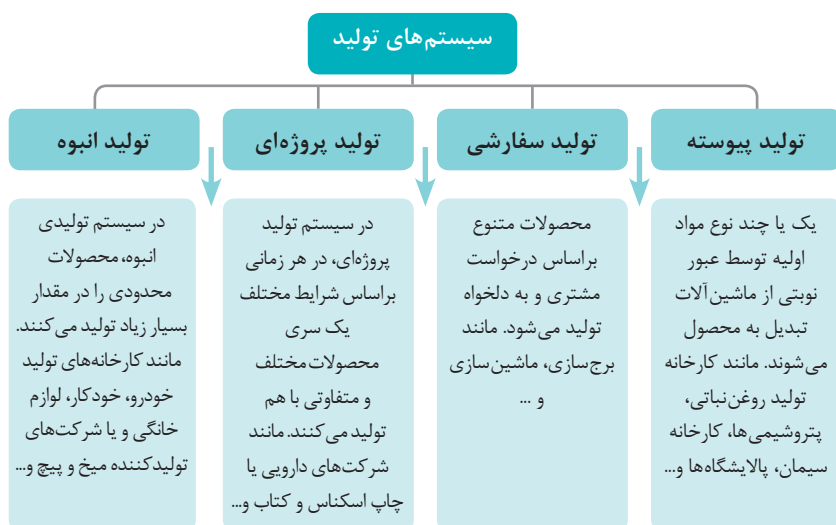 سیستم‌های تولید
تولید پیوسته
یک یا چند نوع مواد
اولیه توسط عبور
نوبتی از ماشین‌آلات
تبدیل به محصول
می‌شوند. مانند کارخانه
تولید روغن‌نباتی،
پتروشیمی‌ها، کارخانه
سیمان، پالایشگاه‌ها و...
تولید سفارشی
محصولات متنوع
براساس درخواست
مشتری و به دلخواه
تولید می‌شود. مانند
برج‌سازی، ماشین‌سازی
و ...
تولید پروژه‌ای
در سیستم تولید
پروژه‌ای، در هر زمانی
براساس شرایط مختلف
یک سری
محصولات مختلف
و متفاوتی با هم
تولید می‌کنند. مانند
شرکت‌های دارویی یا
چاپ اسکناس و کتاب و...
تولید انبوه
در سیستم تولیدی
انبوه، محصولات
محدودی را در مقدار
بسیار زیاد تولید می‌کنند.
مانند کارخانه‌های تولید
خودرو، خودکار، لوازم
خانگی و یا شرکت‌های
تولیدکننده میخ و پیچ و...